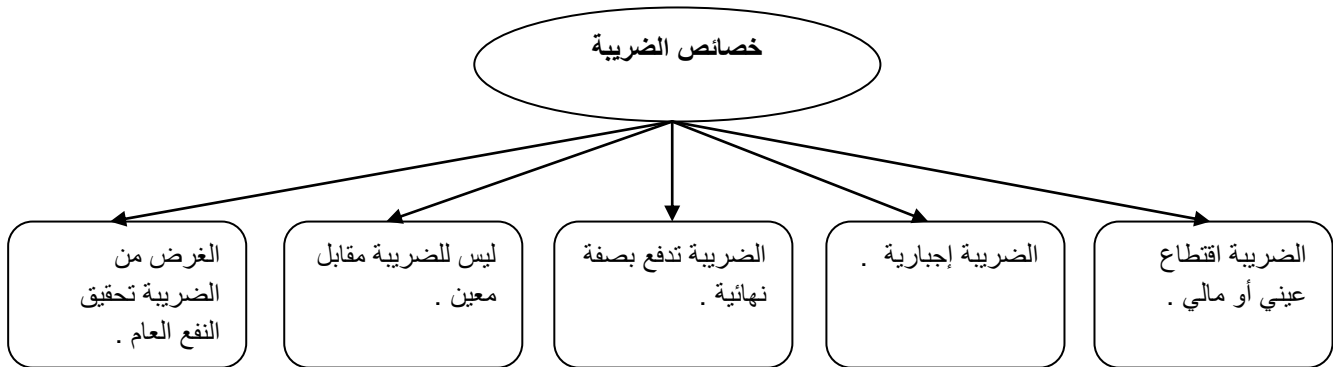 خصائص الضريبة
الضريبة اقتطاع
عيني أو مالي .
الضريبة إجبارية .
الضريبة تدفع بصفة
نهائية .
ليس للضريبة مقابل
معين .
الغرض من
الضريبة تحقيق
النفع العام .